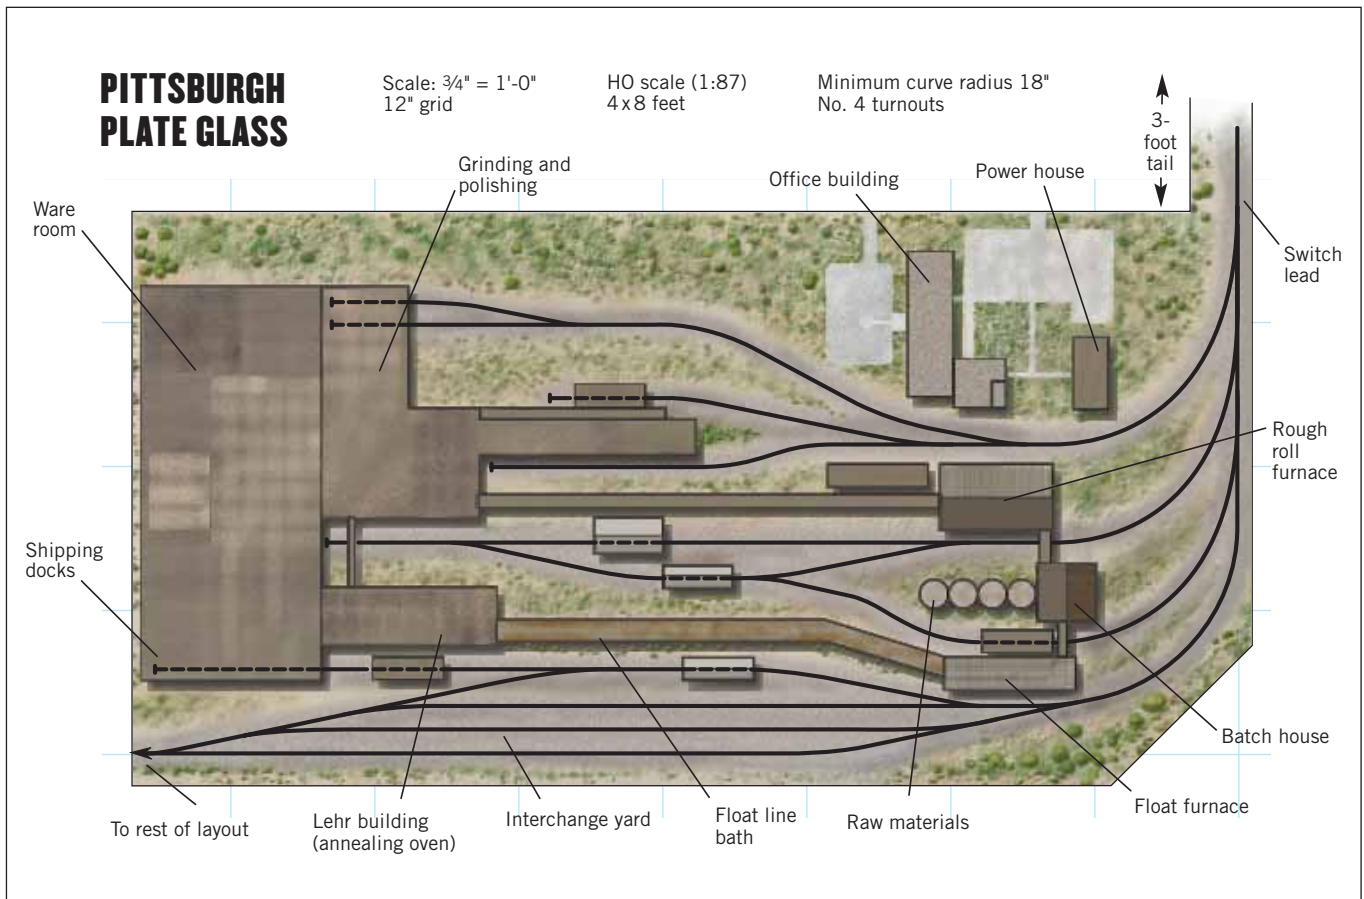 PITTSBURGH
PLATE GLASS
Scale: ¾" = 1'-0"
12" grid
HO scale (1:87)
4x8 feet
Minimum curve radius 18"
No. 4 turnouts
3-
foot
tail
Grinding and
polishing
Office building
Power house
Ware
room
Switch
lead
Rough
roll
furnace
Shipping
docks
Batch house
Float furnace
To rest of layout
Lehr building
(annealing oven)
Interchange yard
Float line
bath
Raw materials